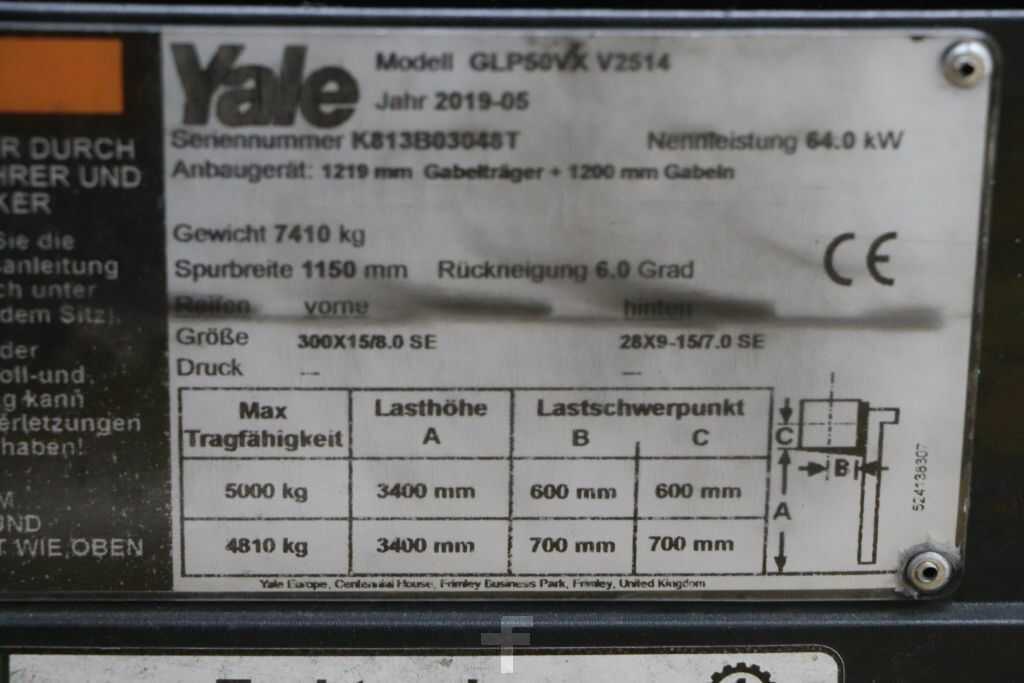 R DURCH
HRER UND
KER
Sie die
sanleitung
ch unter
dem Sitz).
der
oll-und
g kann
erletzungen
haben!
M
UND
T WIE OBEN
Yale
Modell GLP50VX V2514
Jahr 2019-05
Seriennummer K813B03048T Nennleistung 64.0 kW
Anbaugerät: 1219 mm Gabelträger + 1200 mm Gabeln
Gewicht 7410 kg
CE
Spurbreite 1150 mm Rückneigung 6.0 Grad
Reifen vorne hinten
Größe 300X15/8.0 SE 28X9-15/7.0 SE
Druck --- ---
Max Tragfähigkeit Lasthöhe A Lastschwerpunkt B C
5000 kg 3400 mm 600 mm 600 mm
4810 kg 3400 mm 700 mm 700 mm
C
B
A
524138307
Yale Europe, Centennial House, Frimley Business Park, Frimley, United Kingdom